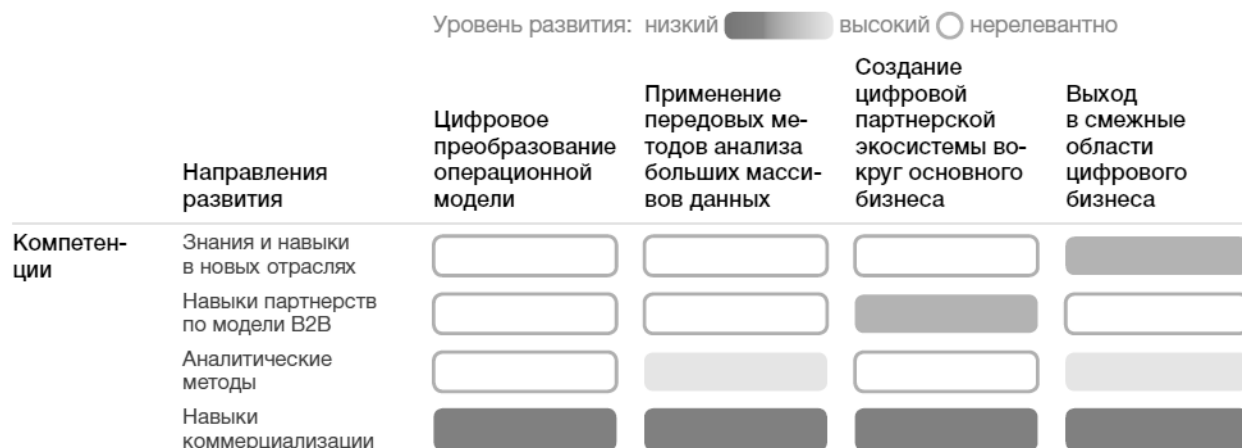 Уровень развития: низкий высокий нерелевантно
Направления
развития
Цифровое
преобразование
операционной
модели
Применение
передовых ме-
тодов анализа
больших масси-
вов данных
Создание
цифровой
партнерской
экосистемы во-
круг основного
бизнеса
Выход
в смежные
области
цифрового
бизнеса
Компетен-
ции
Знания и навыки
в новых отраслях
Навыки партнерств
по модели B2B
Аналитические
методы
Навыки
коммерциализации